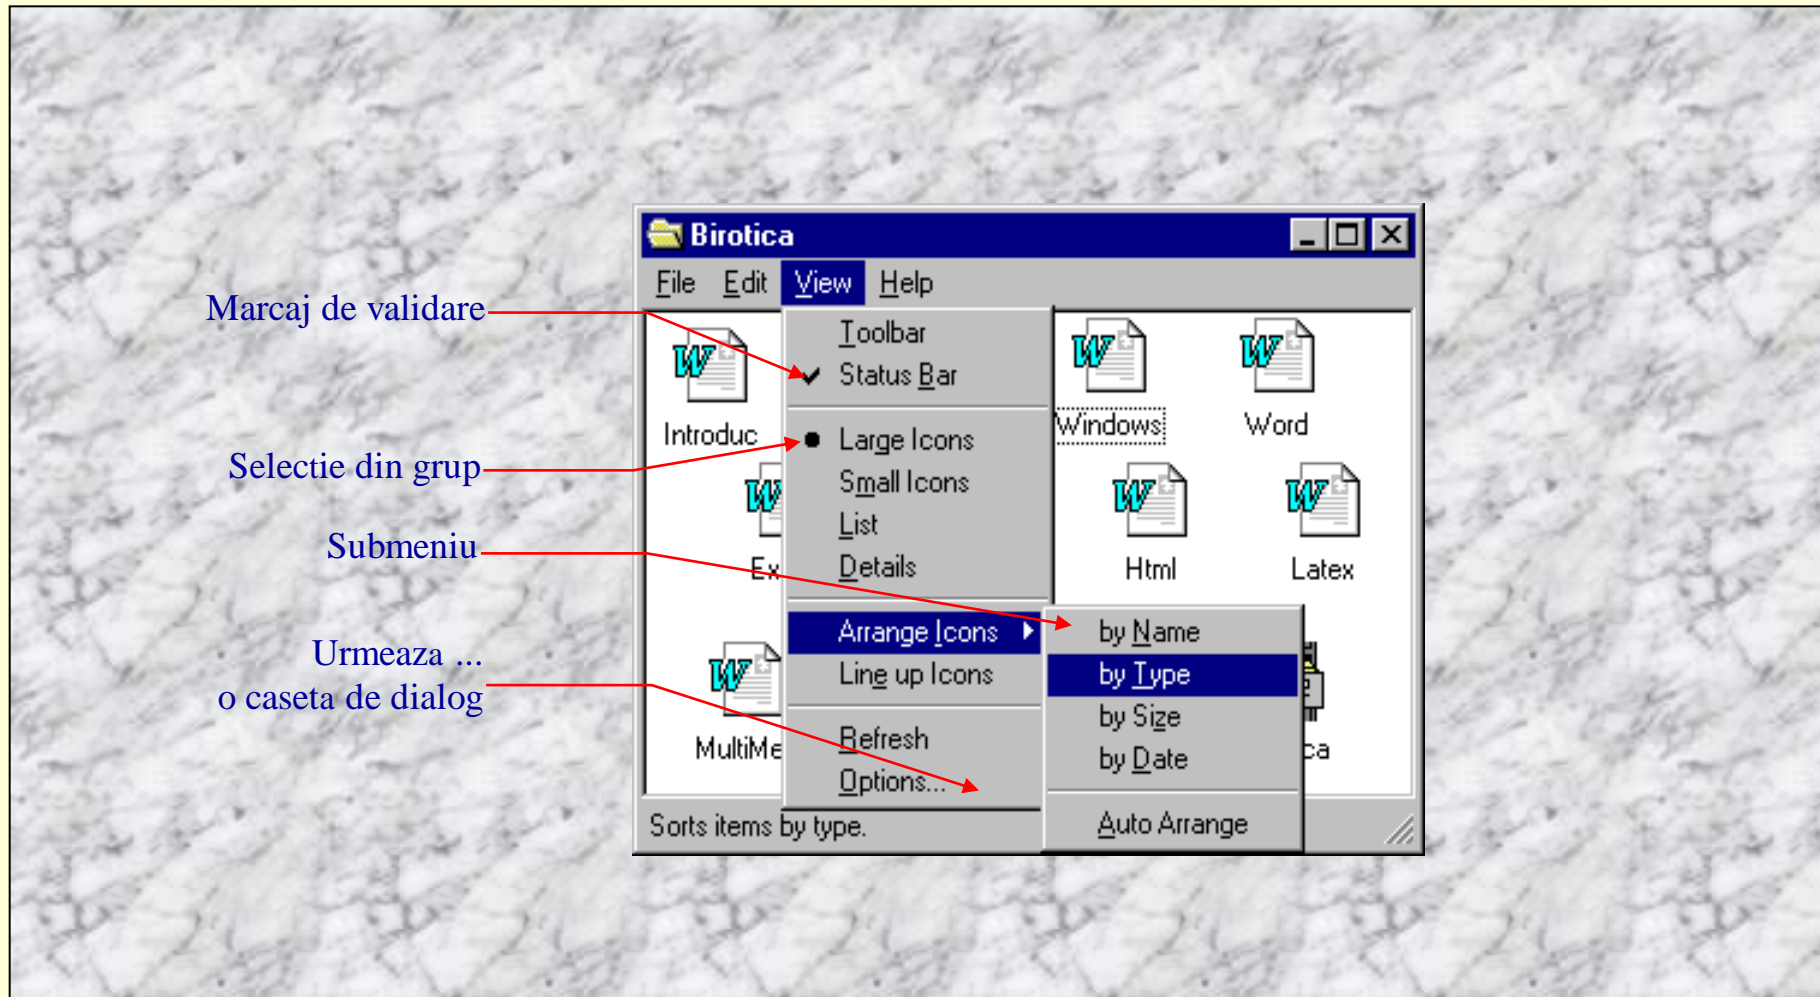 Birotica
File Edit View Help
Marcaj de validare
Toolbar
Status Bar
Introduc
Windows
Word
Large Icons
Selectie din grup
Small Icons
List
Submeniu
Details
Ex
Html
Latex
Arrange Icons
by Name
Urmeaza ...
o caseta de dialog
Line up Icons
by Type
by Size
MultiMe
Refresh
by Date
ca
Options...
Sorts items by type.
Auto Arrange